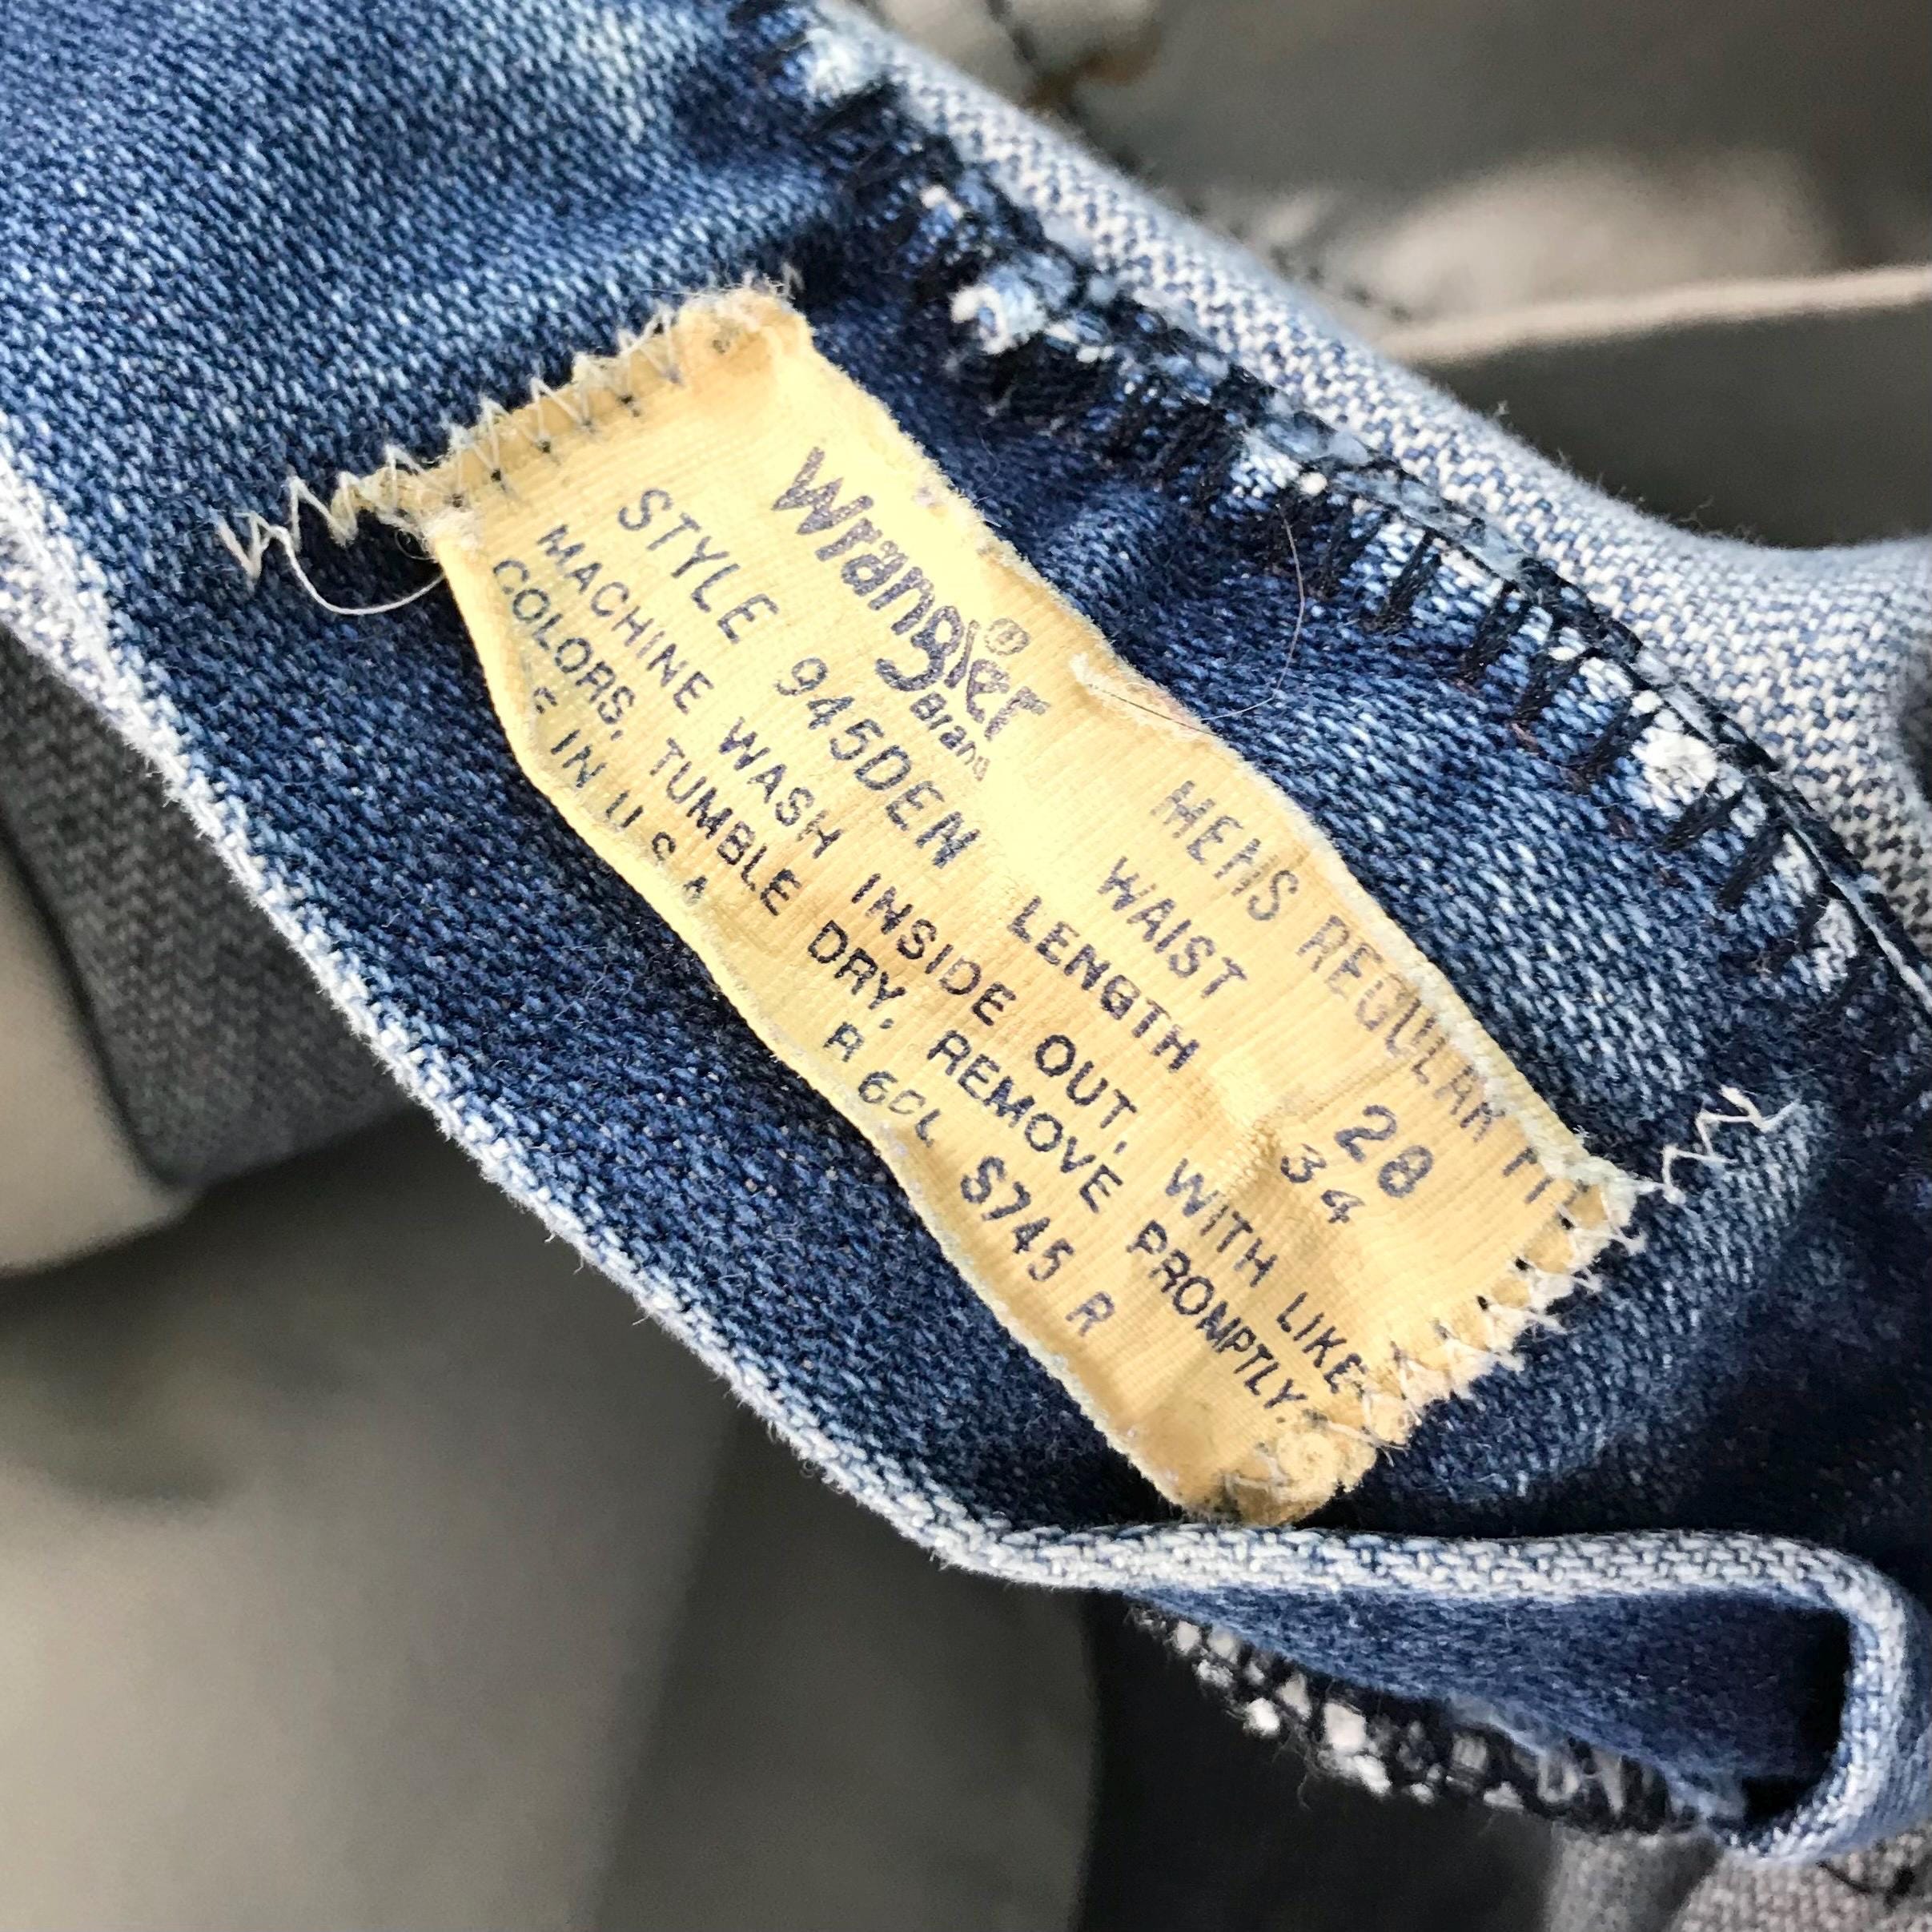 Wrangler®
Brand
MENS REGULAR FIT
WAIST 28
STYLE 945DEN LENGTH 34
MACHINE WASH INSIDE OUT, WITH LIKE
COLORS, TUMBLE DRY, REMOVE PROMPTLY.
E IN U S A R S745 R